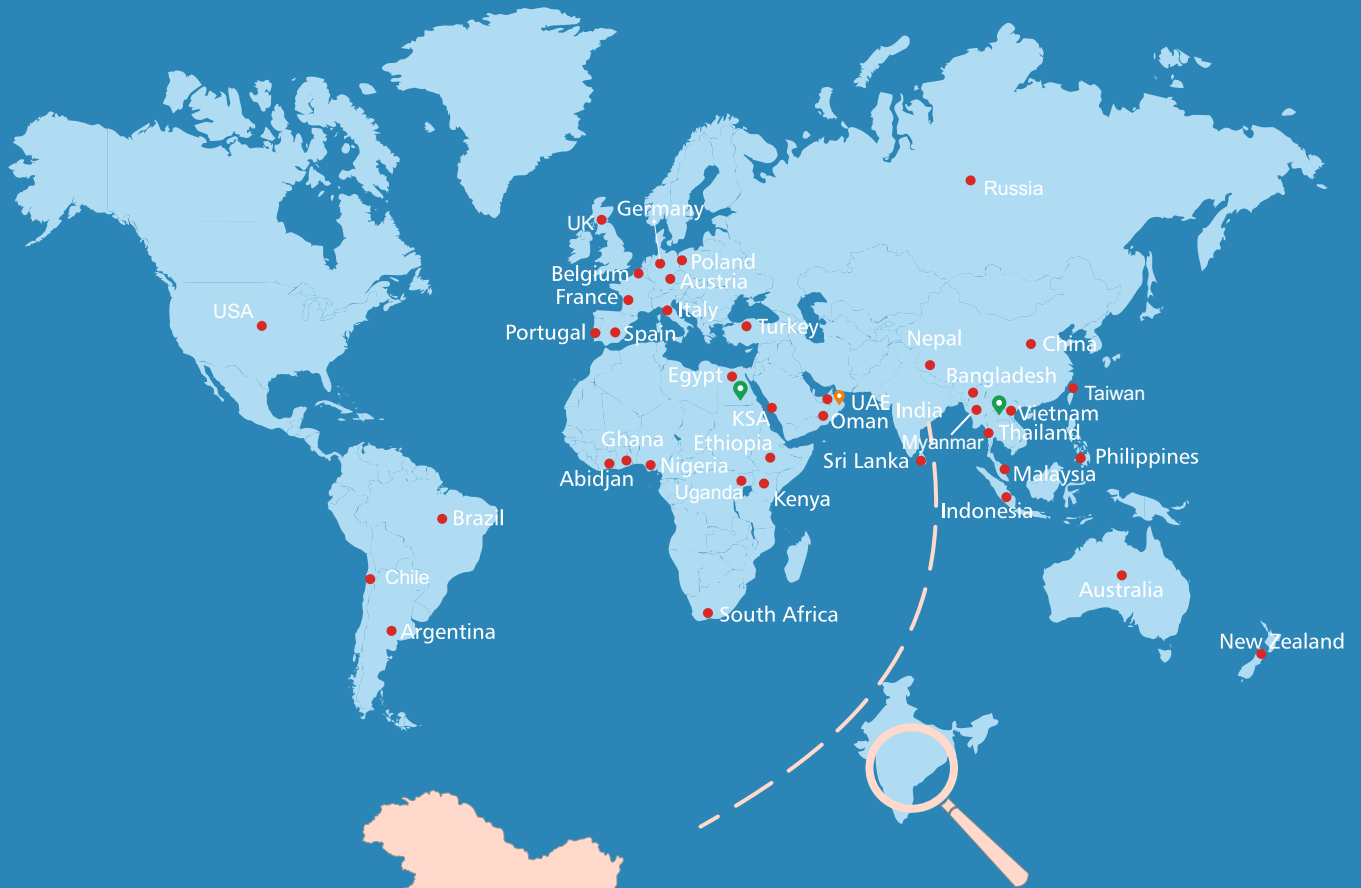 Russia
Germany
UK
Poland
Belgium
Austria
France
Italy
USA
Turkey
Portugal
Spain
Nepal
China
Egypt
Bangladesh
Taiwan
UAE
India
KSA
Oman
Vietnam
Myanmar
Thailand
Ghana
Ethiopia
Abidjan
Nigeria
Sri Lanka
Philippines
Uganda
Kenya
Malaysia
Indonesia
Brazil
Chile
Australia
South Africa
Argentina
New Zealand